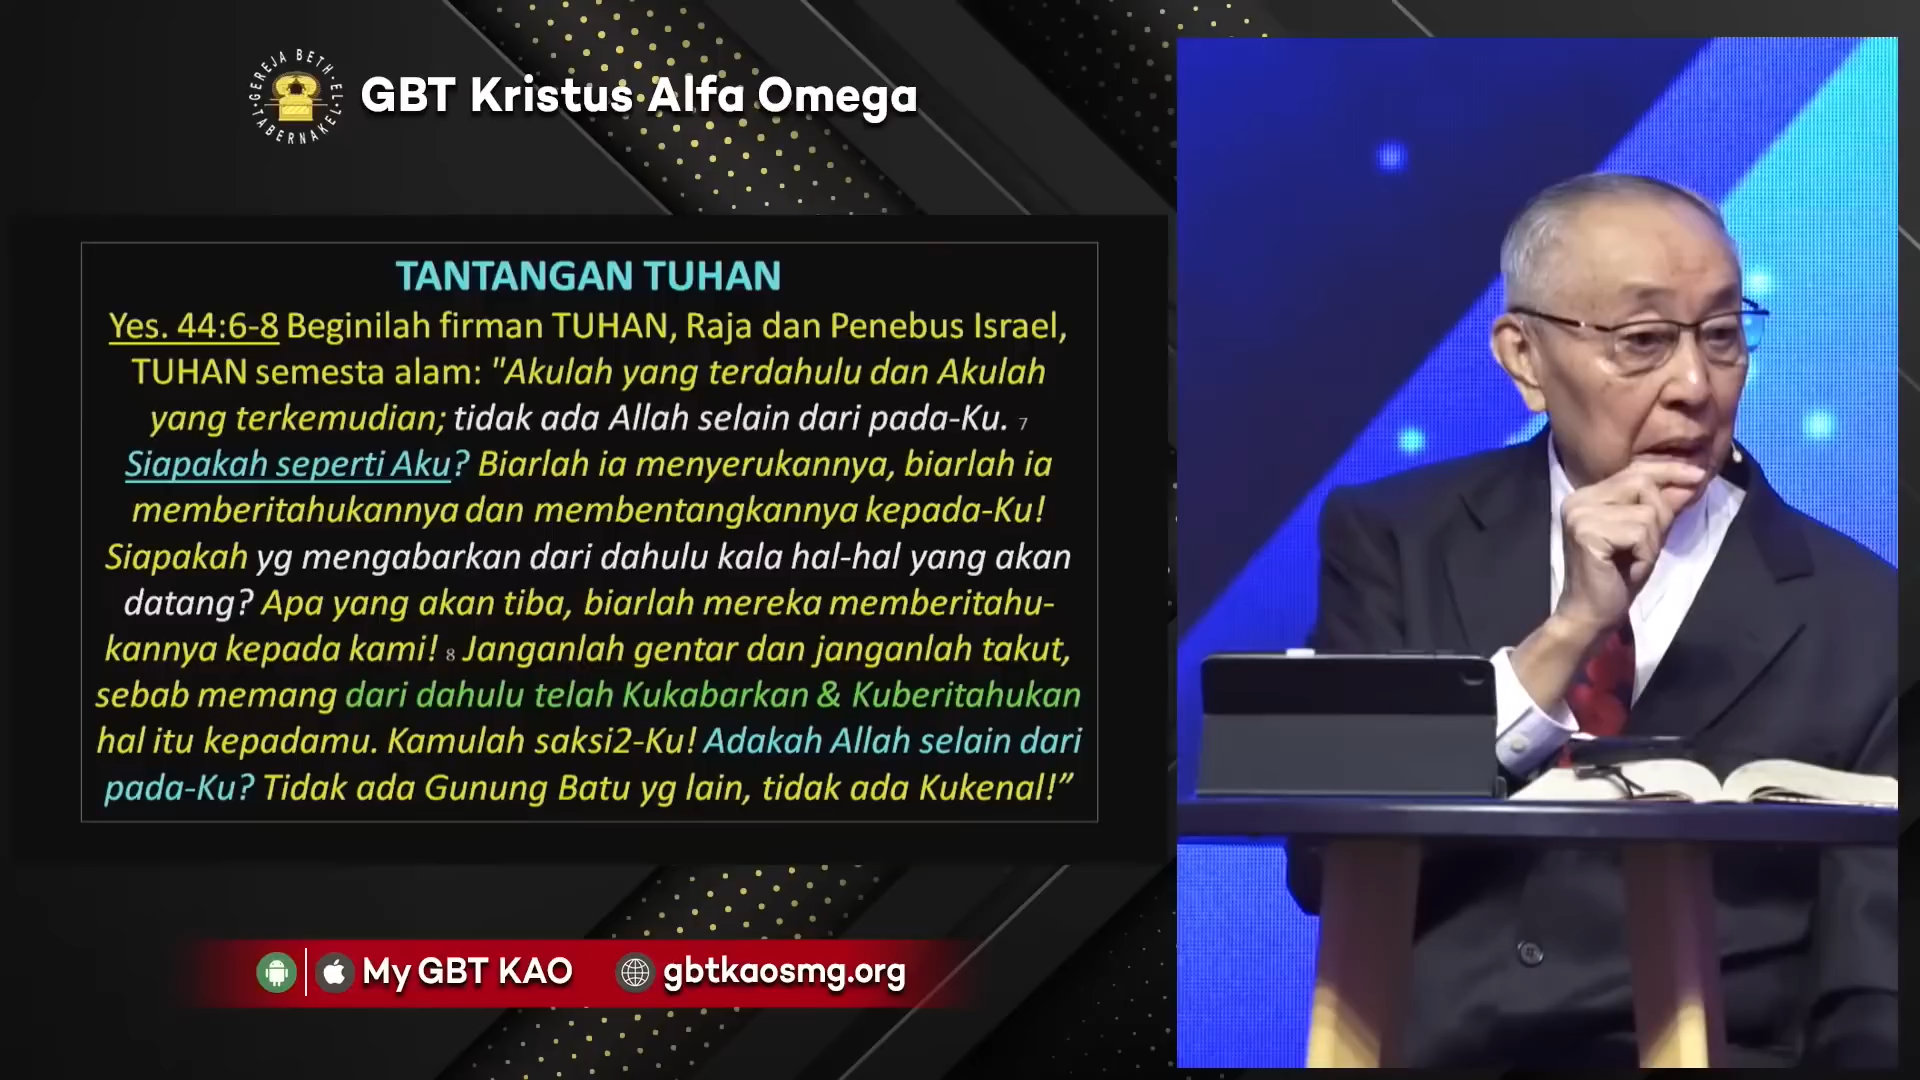 GEREJA BETH-EL TABERNAKEL
GBT Kristus Alfa Omega
TANTANGAN TUHAN
Yes. 44:6-8 Beginilah firman TUHAN, Raja dan Penebus Israel,
TUHAN semesta alam: "Akulah yang terdahulu dan Akulah
yang terkemudian; tidak ada Allah selain dari pada-Ku. 7
Siapakah seperti Aku? Biarlah ia menyerukannya, biarlah ia
memberitahukannya dan membentangkannya kepada-Ku!
Siapakah yg mengabarkan dari dahulu kala hal-hal yang akan
datang? Apa yang akan tiba, biarlah mereka memberitahu-
kannya kepada kami! 8 Janganlah gentar dan janganlah takut,
sebab memang dari dahulu telah Kukabarkan & Kuberitahukan
hal itu kepadamu. Kamulah saksi2-Ku! Adakah Allah selain dari
pada-Ku? Tidak ada Gunung Batu yg lain, tidak ada Kukenal!”
My GBT KAO
gbtkaosmg.org